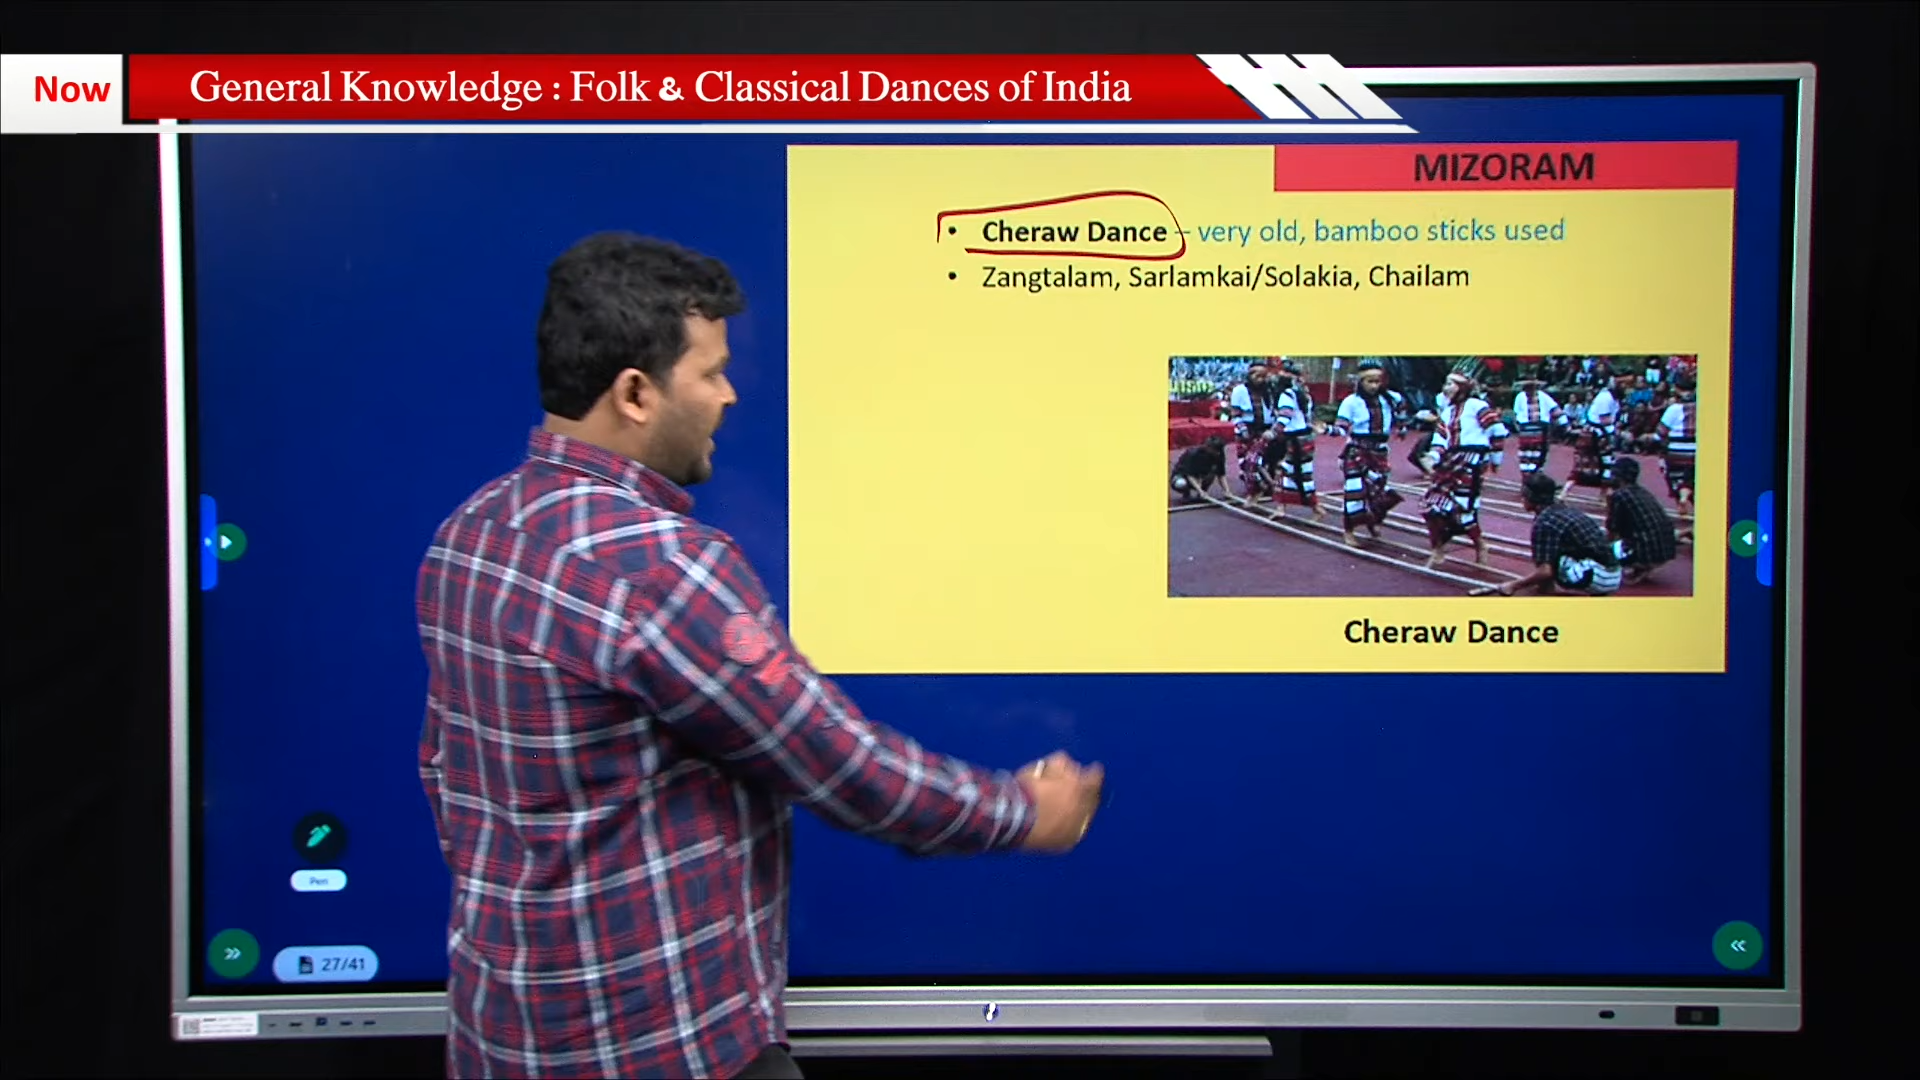 Now
General Knowledge : Folk & Classical Dances of India
MIZORAM
• Cheraw Dance – very old, bamboo sticks used
• Zangtalam, Sarlamkai/Solakia, Chailam
Cheraw Dance
Pen
27/41